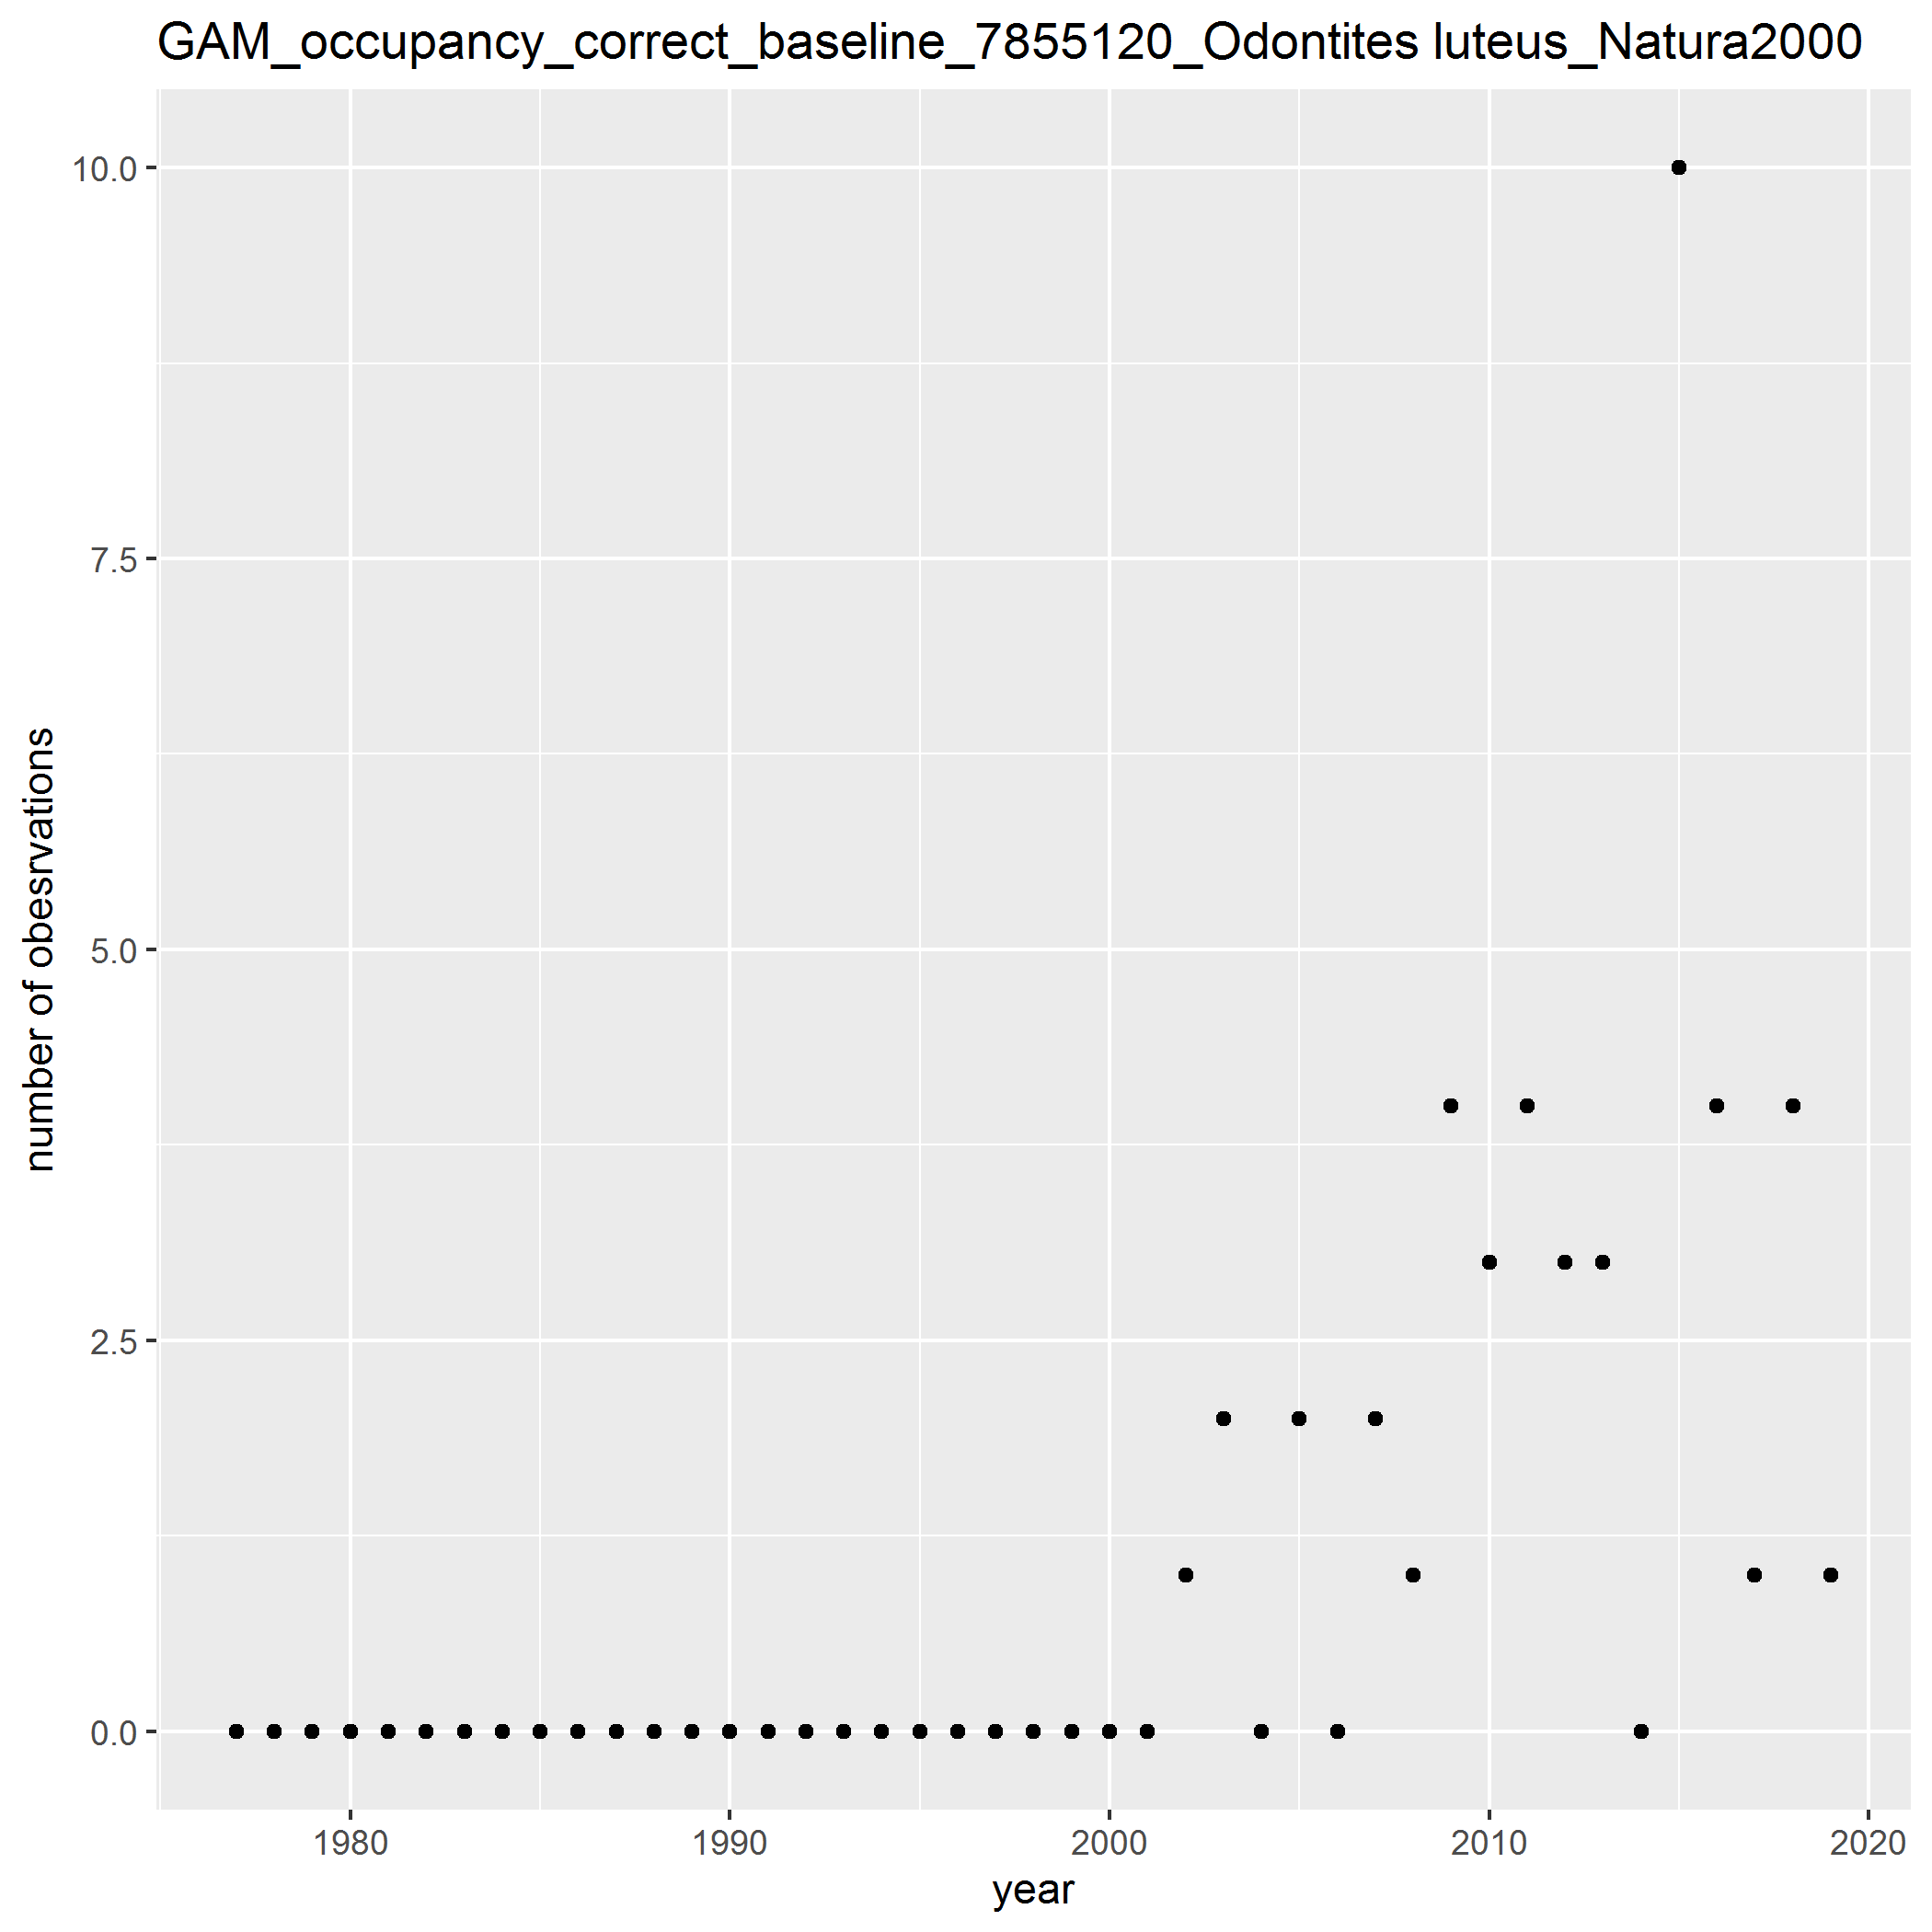 GAM_occupancy_correct_baseline_7855120_Odontites luteus_Natura2000
number of obesrvations
10.0
7.5
5.0
2.5
0.0
1980 1990 2000 2010 2020
year